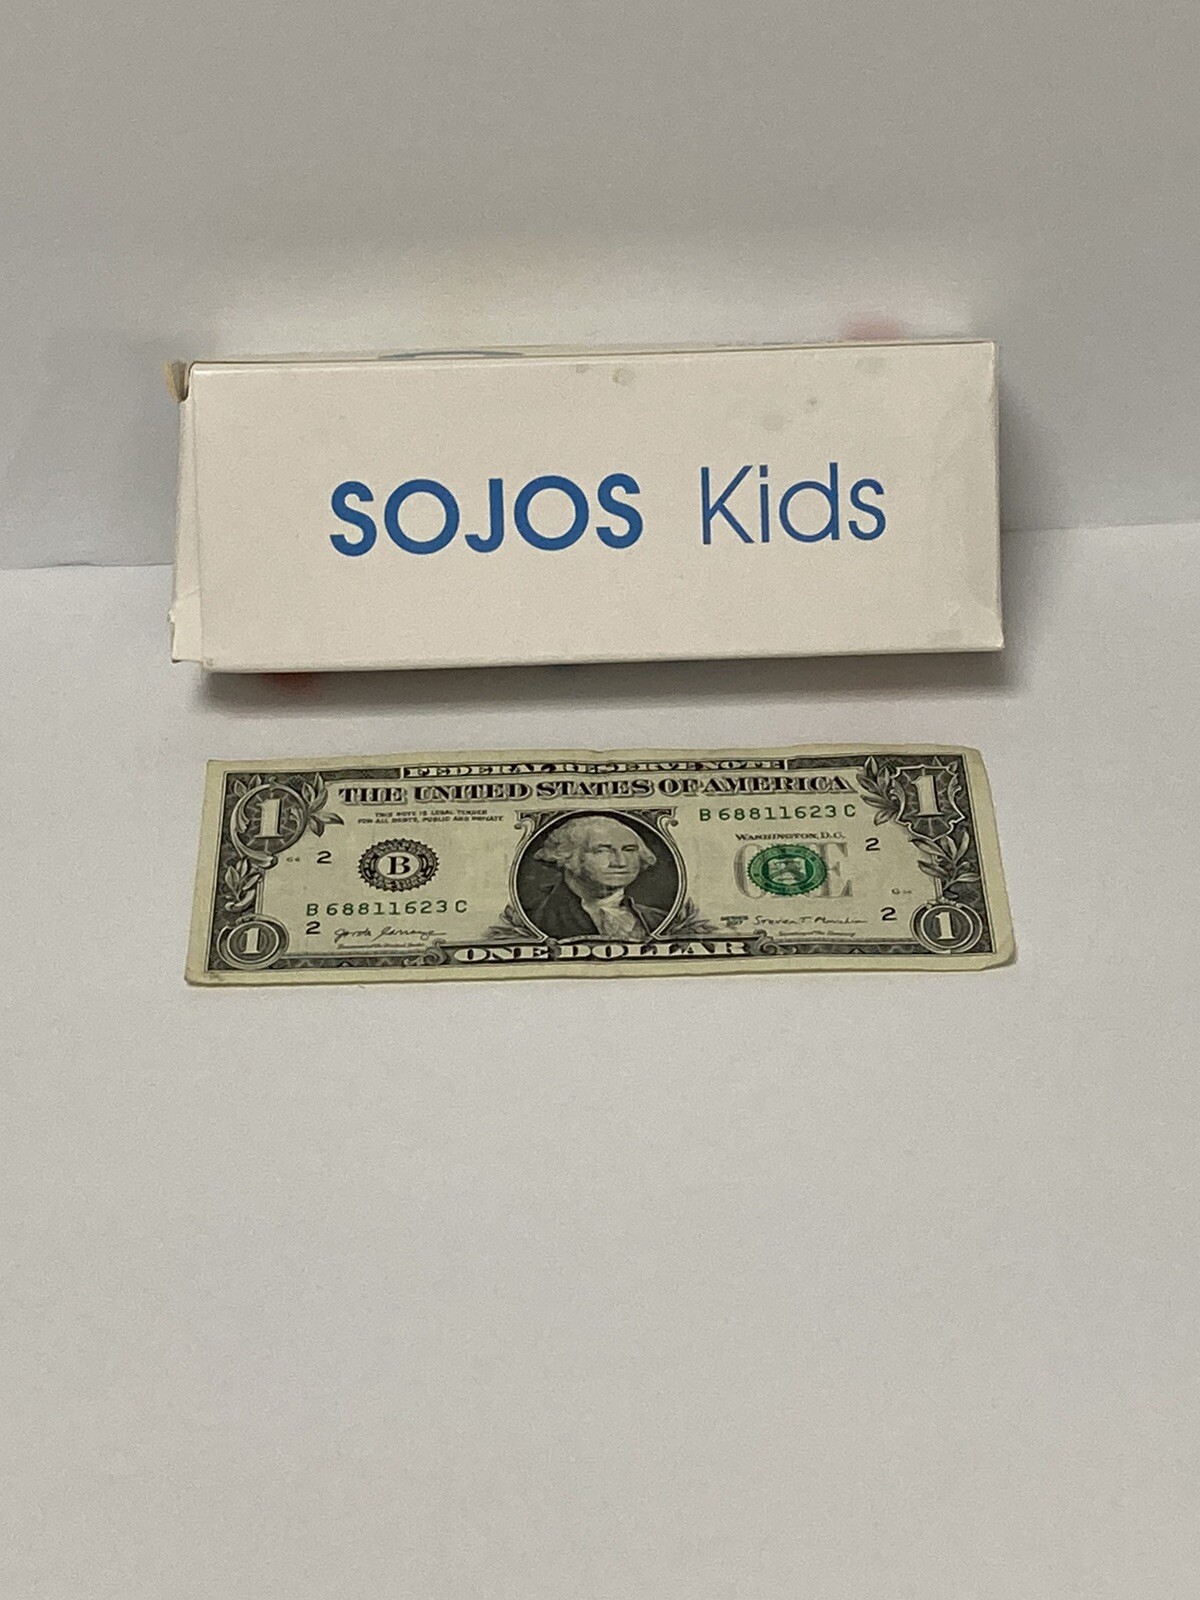 SOJOS Kids
FEDERAL RESERVE NOTE
THE UNITED STATES OF AMERICA
THIS NOTE IS LEGAL TENDER
FOR ALL DEBTS, PUBLIC AND PRIVATE
B 68811623 C
WASHINGTON, D.C.
1
1
2
B
ONE
2
B 68811623 C
2
2
1
1
ONE DOLLAR